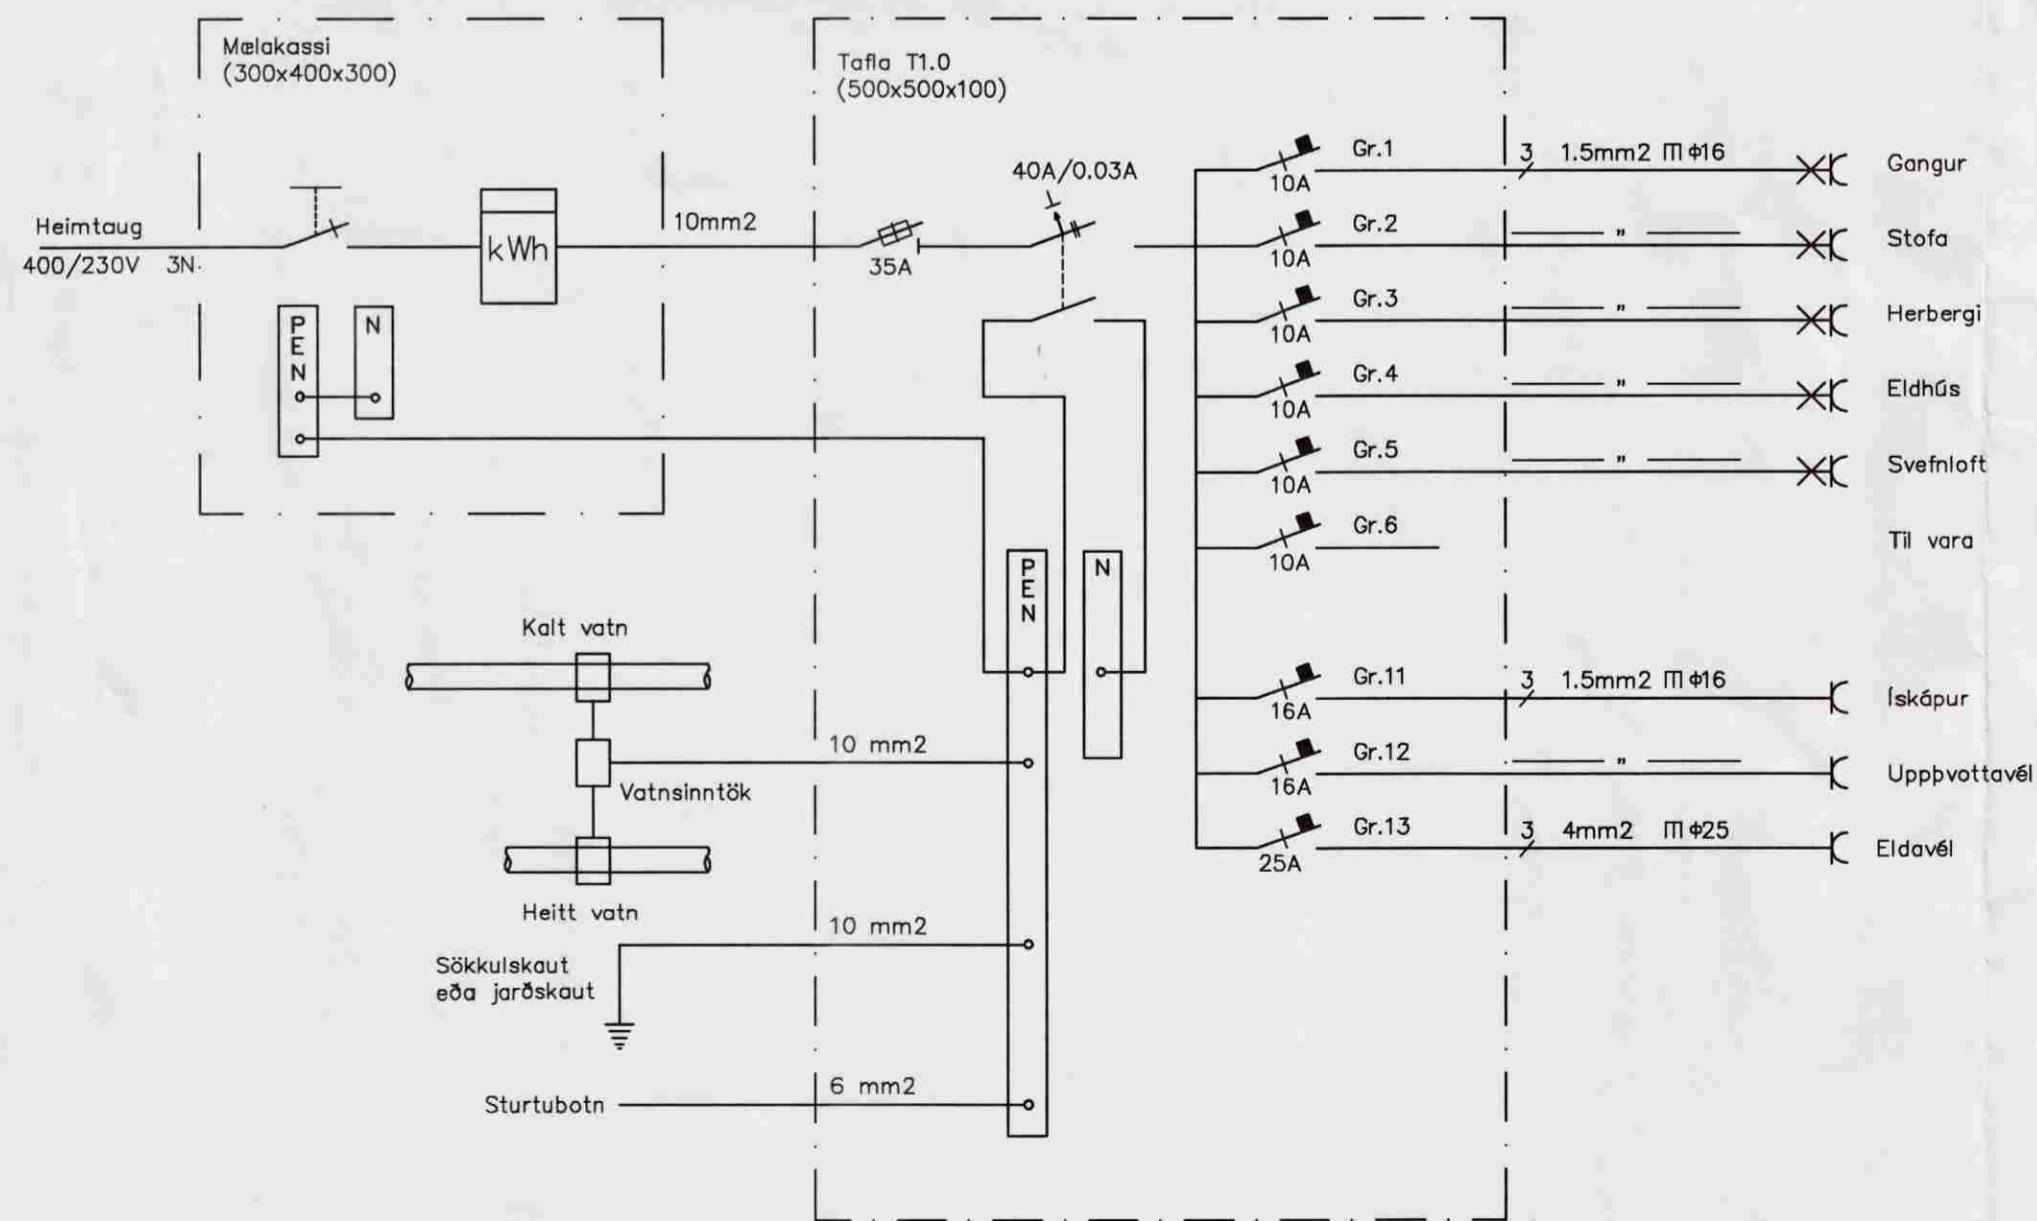 Mælakassi
(300x400x300)
Heimtaug
400/230V 3N
kWh
10mm2
PEN
N
Tafla T1.0
(500x500x100)
35A
40A/0.03A
Gr.1
10A
3 1.5mm2 φ16
Gangur
Gr.2
10A
"
Stofa
Gr.3
10A
"
Herbergi
Gr.4
10A
"
Eldhús
Gr.5
10A
"
Svefnloft
Gr.6
10A
Til vara
PEN
N
Gr.11
16A
3 1.5mm2 φ16
Ískápur
Gr.12
16A
"
Uppþvottavél
Gr.13
25A
3 4mm2 φ25
Eldavél
Kalt vatn
10 mm2
Vatnsinntök
Heitt vatn
10 mm2
Sökkulskaut
eða jarðskaut
6 mm2
Sturtubotn